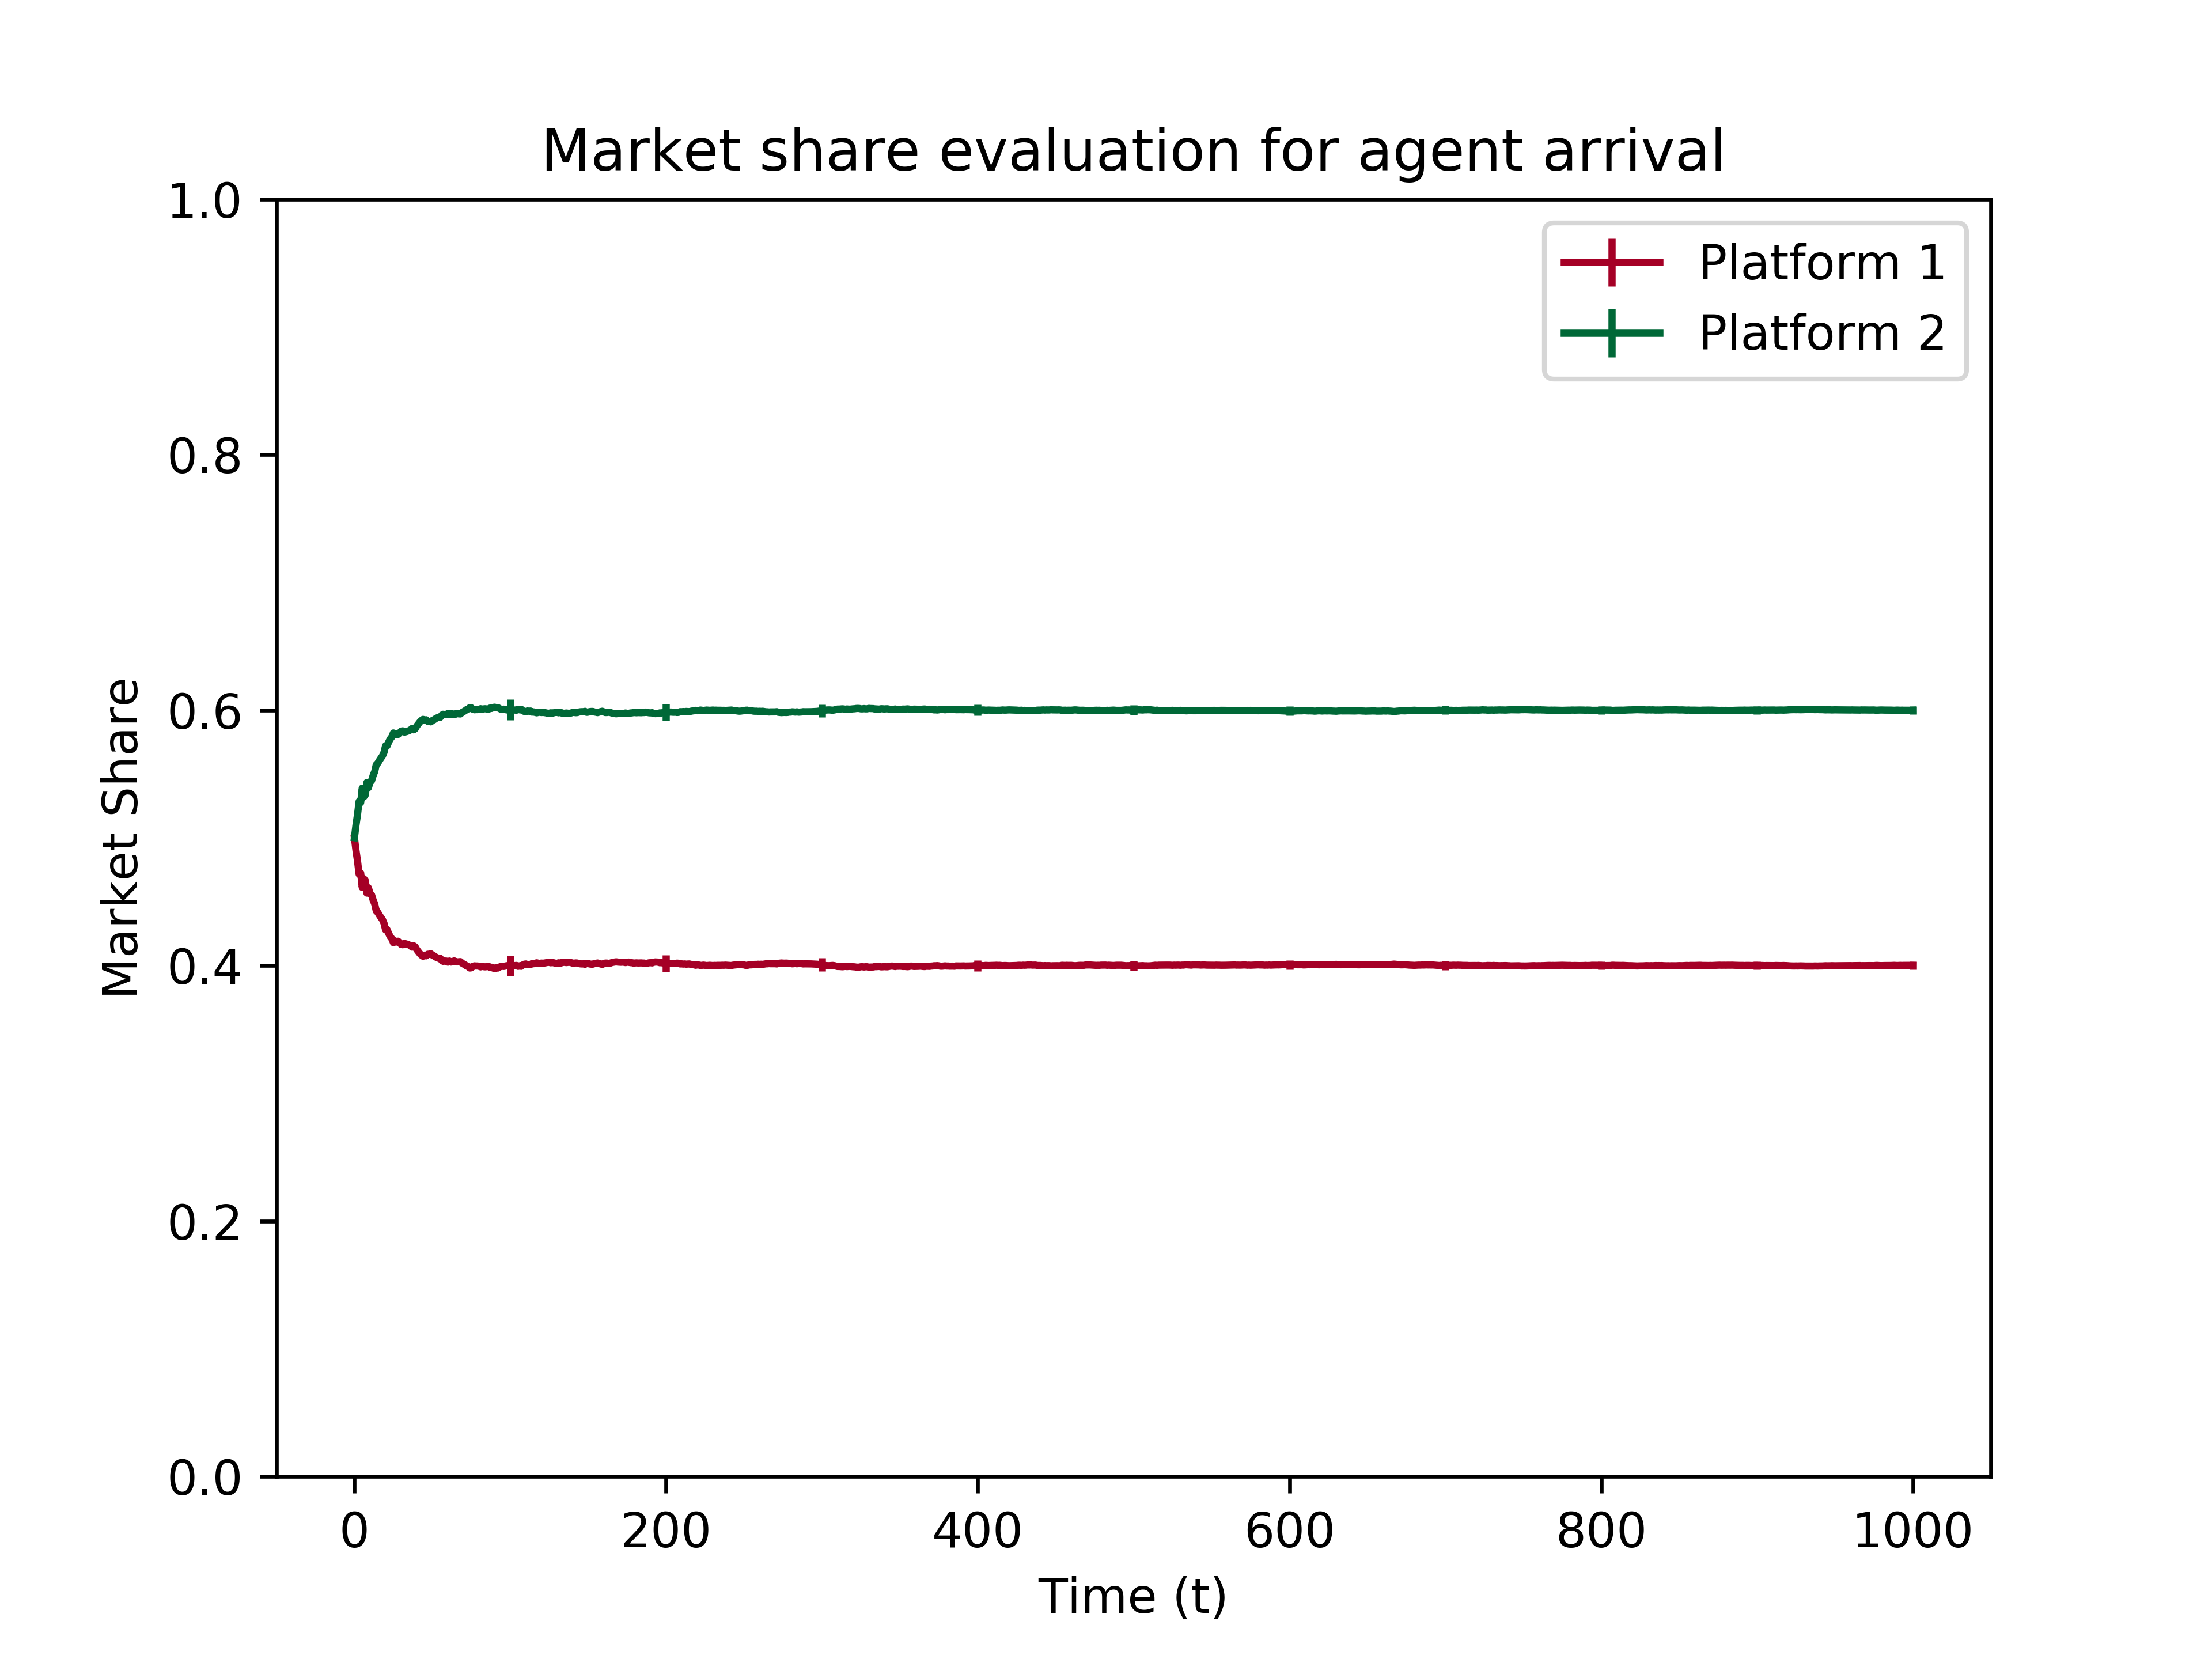 Market share evaluation for agent arrival
1.0
0.8
0.6
0.4
0.2
0.0
Market Share
Platform 1
Platform 2
0 200 400 600 800 1000
Time (t)